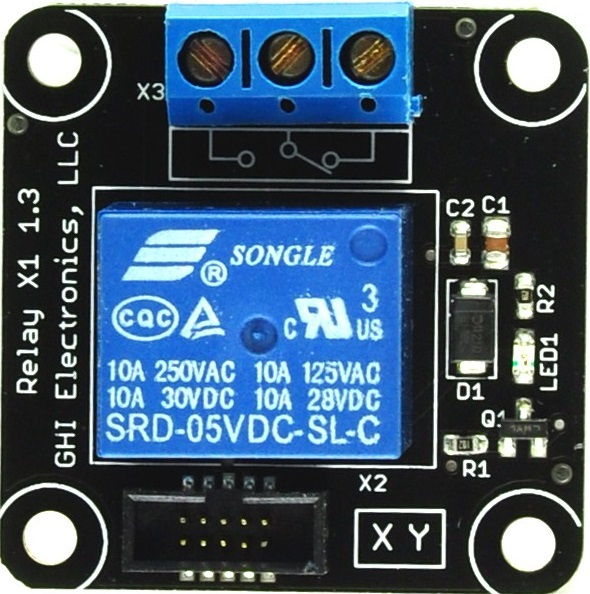 X3
Relay X1 1.3
GHI Electronics, LLC
® SONGLE
CQC
c RU US 3
10A 250VAC 10A 125VAC
10A 30VDC 10A 28VDC
SRD-05VDC-SL-C
C2 C1
R2
LED1
D1
Q1
R1
X2
X Y